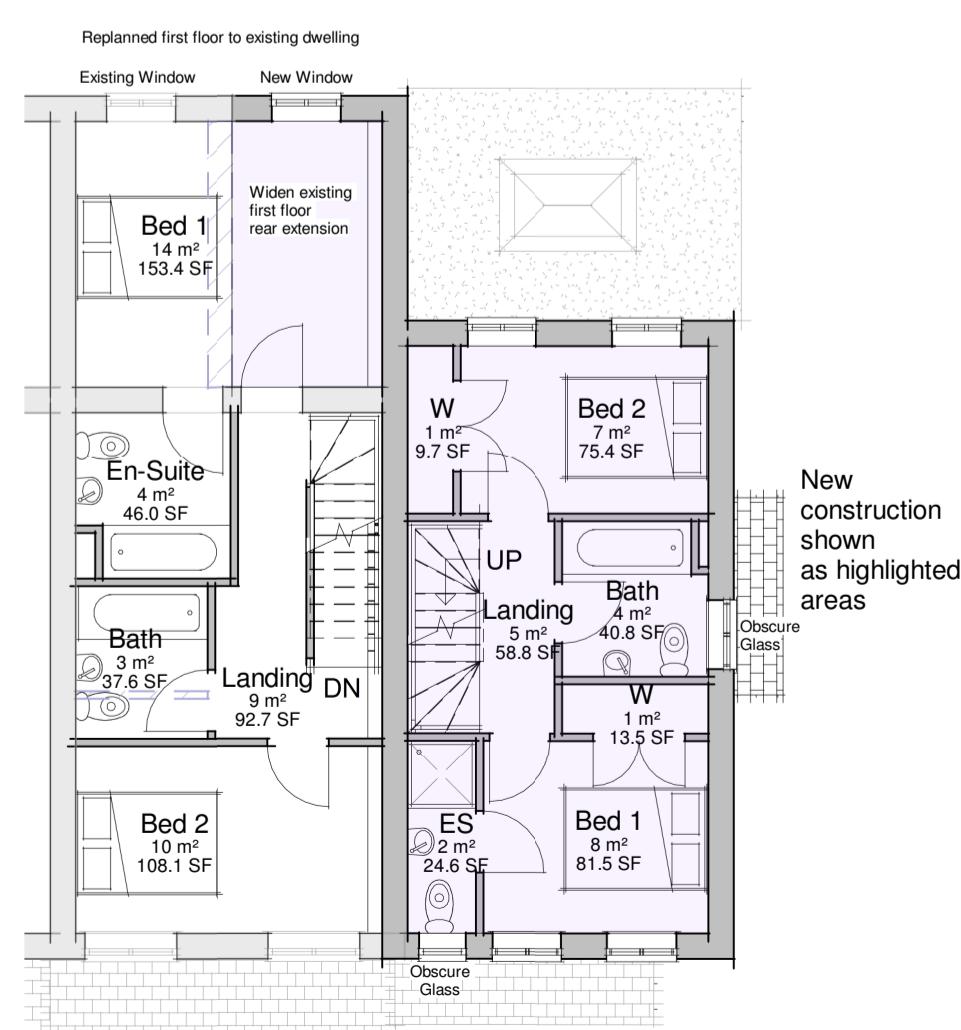 Replanned first floor to existing dwelling
Existing Window
New Window
Widen existing
first floor
rear extension
Bed 1
14 m²
153.4 SF
W
1 m²
9.7 SF
Bed 2
7 m²
75.4 SF
En-Suite
4 m²
46.0 SF
New
construction
shown
as highlighted
areas
UP
Landing
5 m²
58.8 SF
Bath
4 m²
40.8 SF
Obscure
Glass
Bath
3 m²
37.6 SF
Landing
9 m²
92.7 SF
DN
W
1 m²
13.5 SF
Bed 2
10 m²
108.1 SF
ES
2 m²
24.6 SF
Bed 1
8 m²
81.5 SF
Obscure
Glass